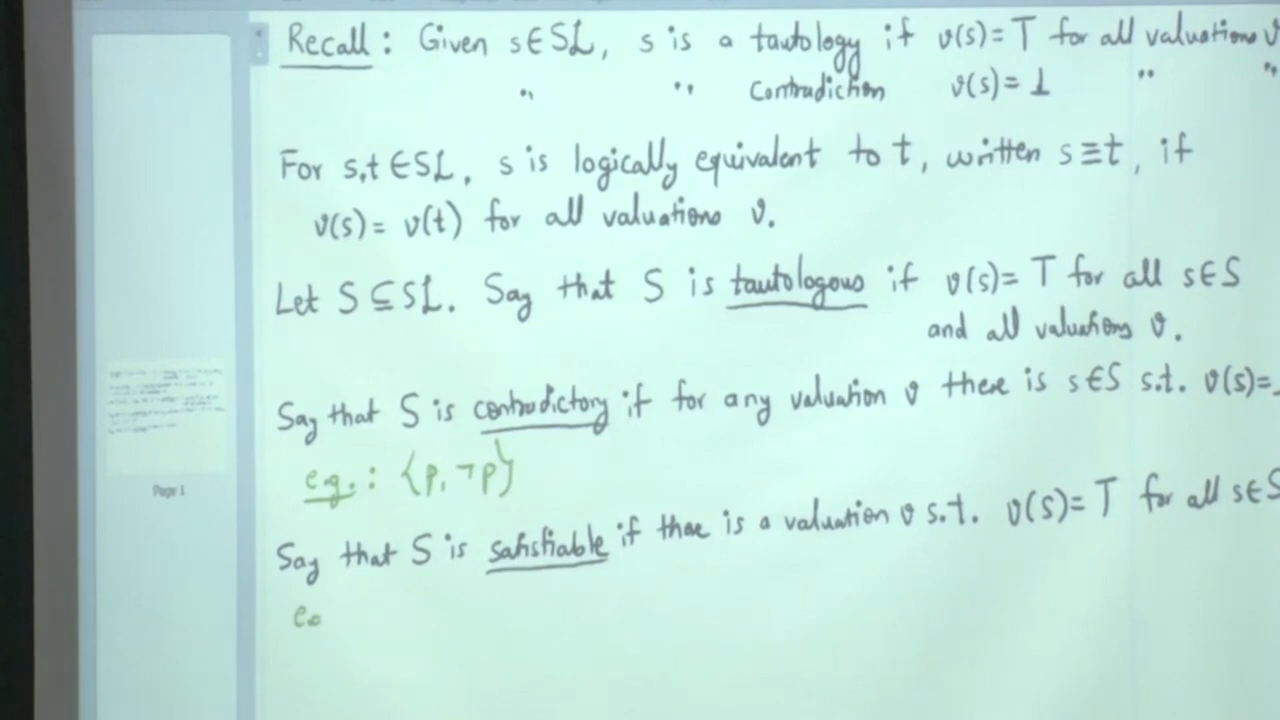 Recall : Given s∈SL, s is a tautology if v(s)= T for all valuations v
" " Contradiction v(s)= ⊥ " "
For s,t ∈ SL, s is logically equivalent to t, written s≡t, if
v(s)= v(t) for all valuations v.
Let S ⊆ SL. Say that S is tautologous if v(s)= T for all s∈S
and all valuations v.
Say that S is contradictory if for any valuation v there is s∈S s.t. v(s)=
e.g. : {p, ¬p}
Say that S is satisfiable if there is a valuation v s.t. v(s)= T for all s∈S
Page 1